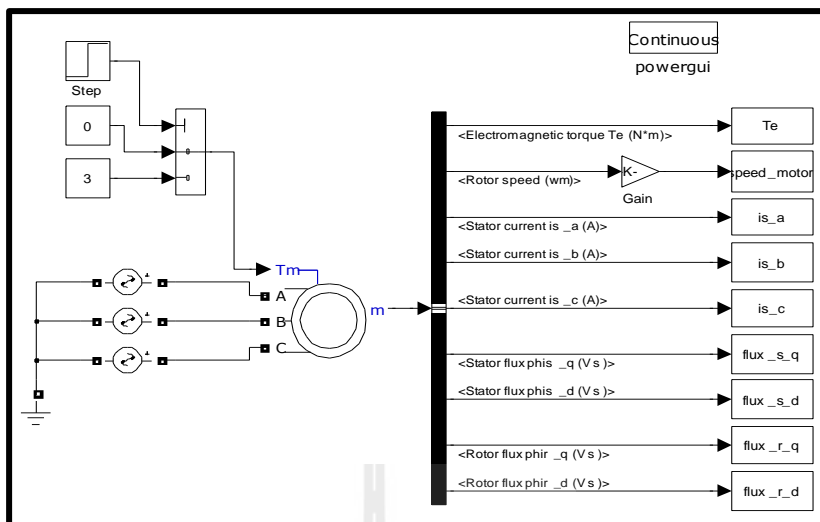 Continuous
powergui
Step
0
3
Tm
A
B
C
m
<Electromagnetic torque Te (N*m)>
<Rotor speed (wm)>
K-
Gain
<Stator current is _a (A)>
<Stator current is _b (A)>
<Stator current is _c (A)>
<Stator flux phis _q (V s )>
<Stator flux phis _d (V s )>
<Rotor flux phir _q (V s )>
<Rotor flux phir _d (V s )>
Te
peed _motor
is_a
is_b
is_c
flux _s_q
flux _s_d
flux _r_q
flux _r_d